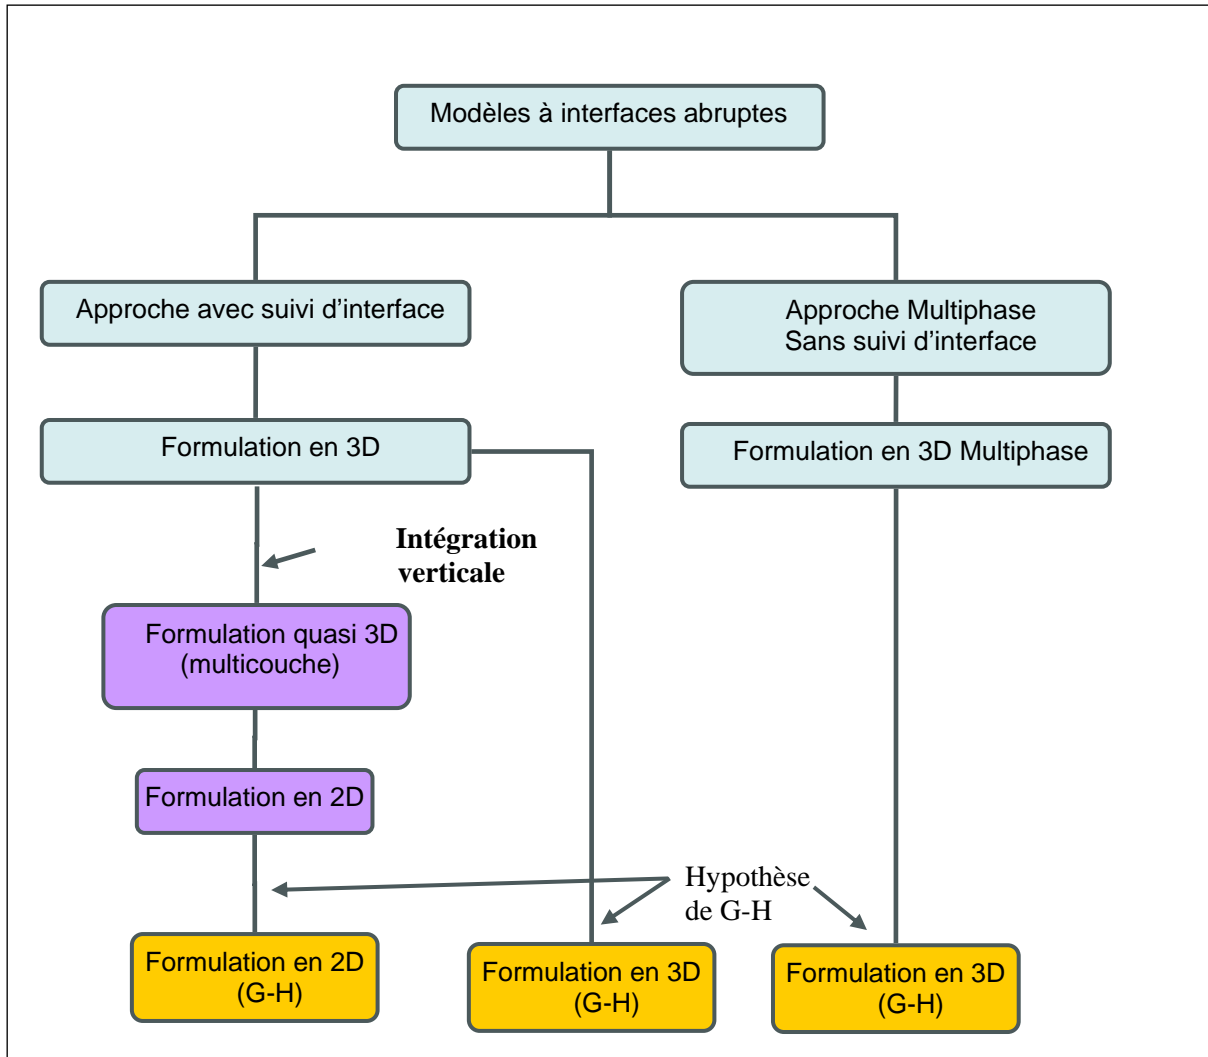 Modèles à interfaces abruptes
Approche avec suivi d’interface
Approche Multiphase
Sans suivi d’interface
Formulation en 3D
Formulation en 3D Multiphase
Intégration
verticale
Formulation quasi 3D
(multicouche)
Formulation en 2D
Hypothèse
de G-H
Formulation en 2D
(G-H)
Formulation en 3D
(G-H)
Formulation en 3D
(G-H)